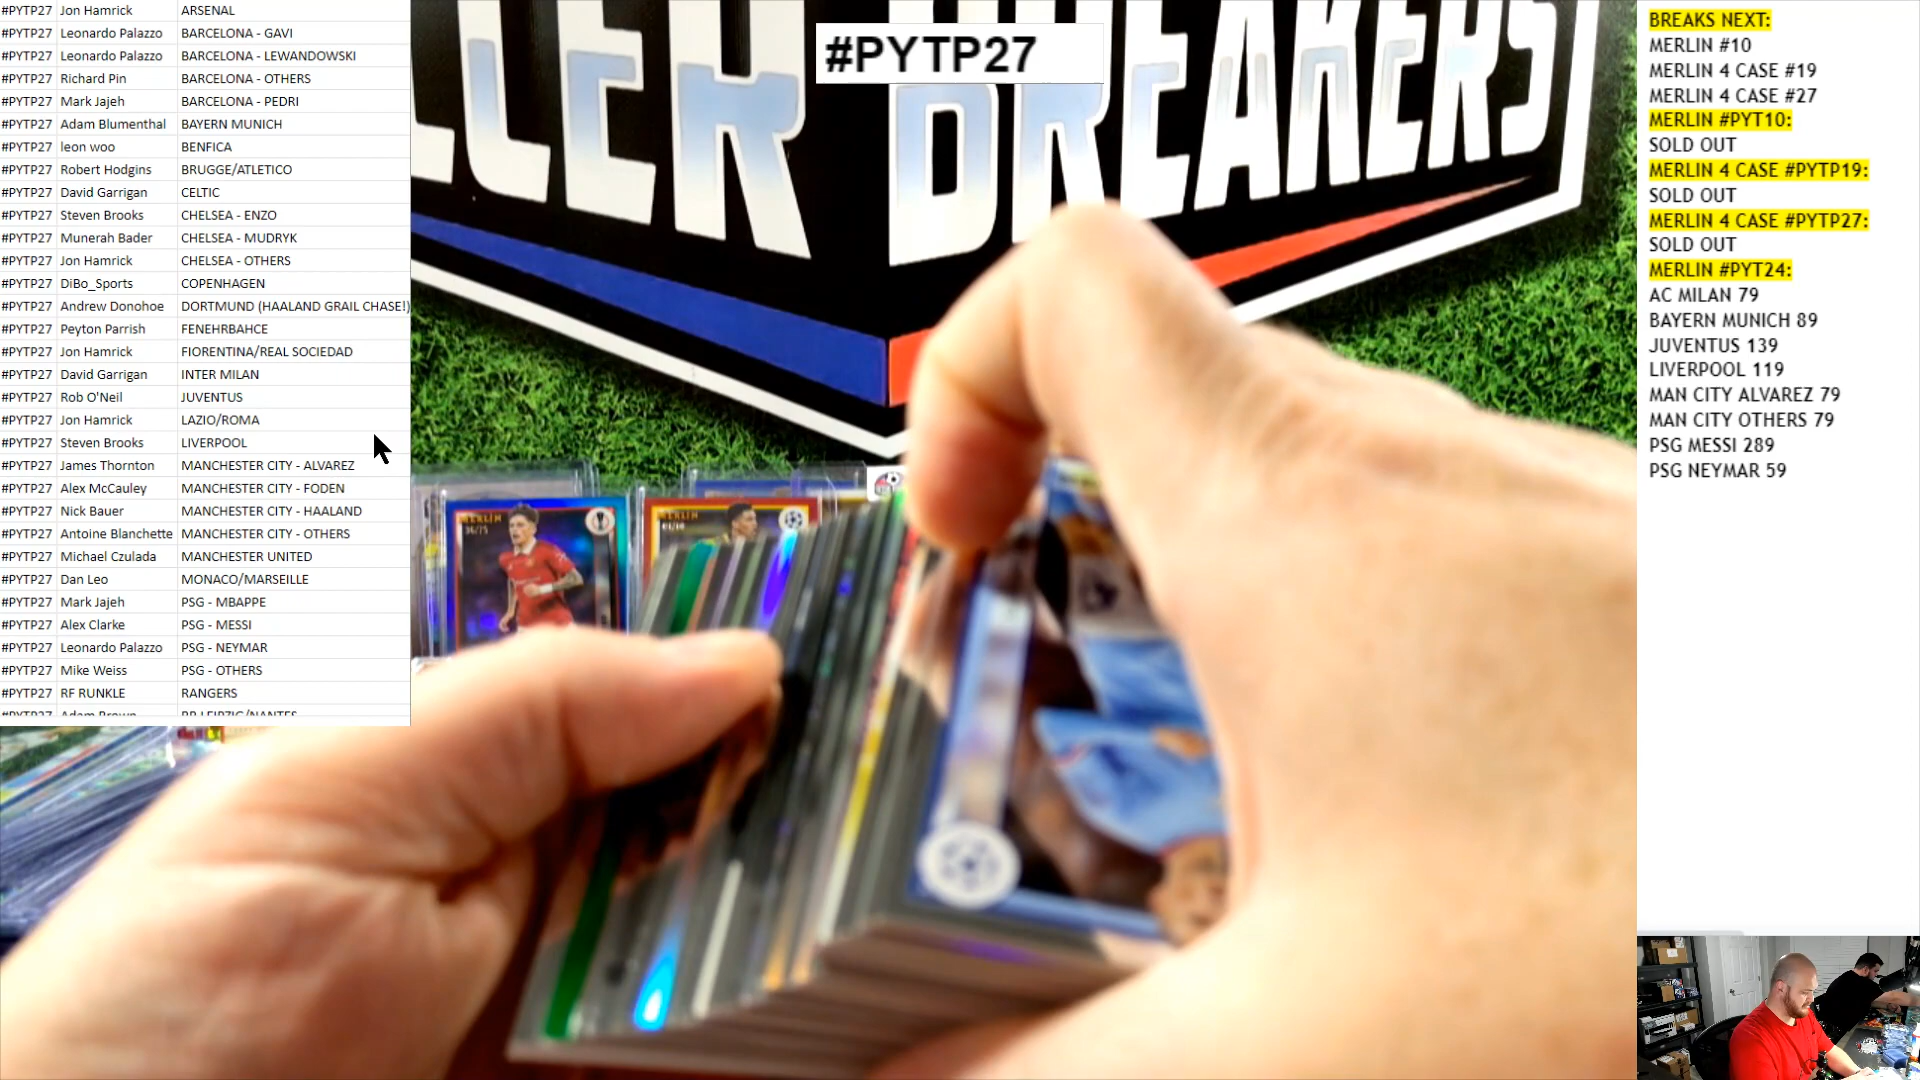 #PYTP27 Jon Hamrick ARSENAL
#PYTP27 Leonardo Palazzo BARCELONA - GAVI
#PYTP27 Leonardo Palazzo BARCELONA - LEWANDOWSKI
#PYTP27 Richard Pin BARCELONA - OTHERS
#PYTP27 Mark Jajeh BARCELONA - PEDRI
#PYTP27 Adam Blumenthal BAYERN MUNICH
#PYTP27 leon woo BENFICA
#PYTP27 Robert Hodgins BRUGGE/ATLETICO
#PYTP27 David Garrigan CELTIC
#PYTP27 Steven Brooks CHELSEA - ENZO
#PYTP27 Munerah Bader CHELSEA - MUDRYK
#PYTP27 Jon Hamrick CHELSEA - OTHERS
#PYTP27 DiBo_Sports COPENHAGEN
#PYTP27 Andrew Donohoe DORTMUND (HAALAND GRAIL CHASE!)
#PYTP27 Peyton Parrish FENEHRBAHCE
#PYTP27 Jon Hamrick FIORENTINA/REAL SOCIEDAD
#PYTP27 David Garrigan INTER MILAN
#PYTP27 Rob O'Neil JUVENTUS
#PYTP27 Jon Hamrick LAZIO/ROMA
#PYTP27 Steven Brooks LIVERPOOL
#PYTP27 James Thornton MANCHESTER CITY - ALVAREZ
#PYTP27 Alex McCauley MANCHESTER CITY - FODEN
#PYTP27 Nick Bauer MANCHESTER CITY - HAALAND
#PYTP27 Antoine Blanchette MANCHESTER CITY - OTHERS
#PYTP27 Michael Czulada MANCHESTER UNITED
#PYTP27 Dan Leo MONACO/MARSEILLE
#PYTP27 Mark Jajeh PSG - MBAPPE
#PYTP27 Alex Clarke PSG - MESSI
#PYTP27 Leonardo Palazzo PSG - NEYMAR
#PYTP27 Mike Weiss PSG - OTHERS
#PYTP27 RF RUNKLE RANGERS
#PYTP27 Adam Brown RB LEIPZIG/NANTES
#PYTP27
LLER BREAKERS
MERLIN
MERLIN
BREAKS NEXT:
MERLIN #10
MERLIN 4 CASE #19
MERLIN 4 CASE #27
MERLIN #PYT10:
SOLD OUT
MERLIN 4 CASE #PYTP19:
SOLD OUT
MERLIN 4 CASE #PYTP27:
SOLD OUT
MERLIN #PYT24:
AC MILAN 79
BAYERN MUNICH 89
JUVENTUS 139
LIVERPOOL 119
MAN CITY ALVAREZ 79
MAN CITY OTHERS 79
PSG MESSI 289
PSG NEYMAR 59